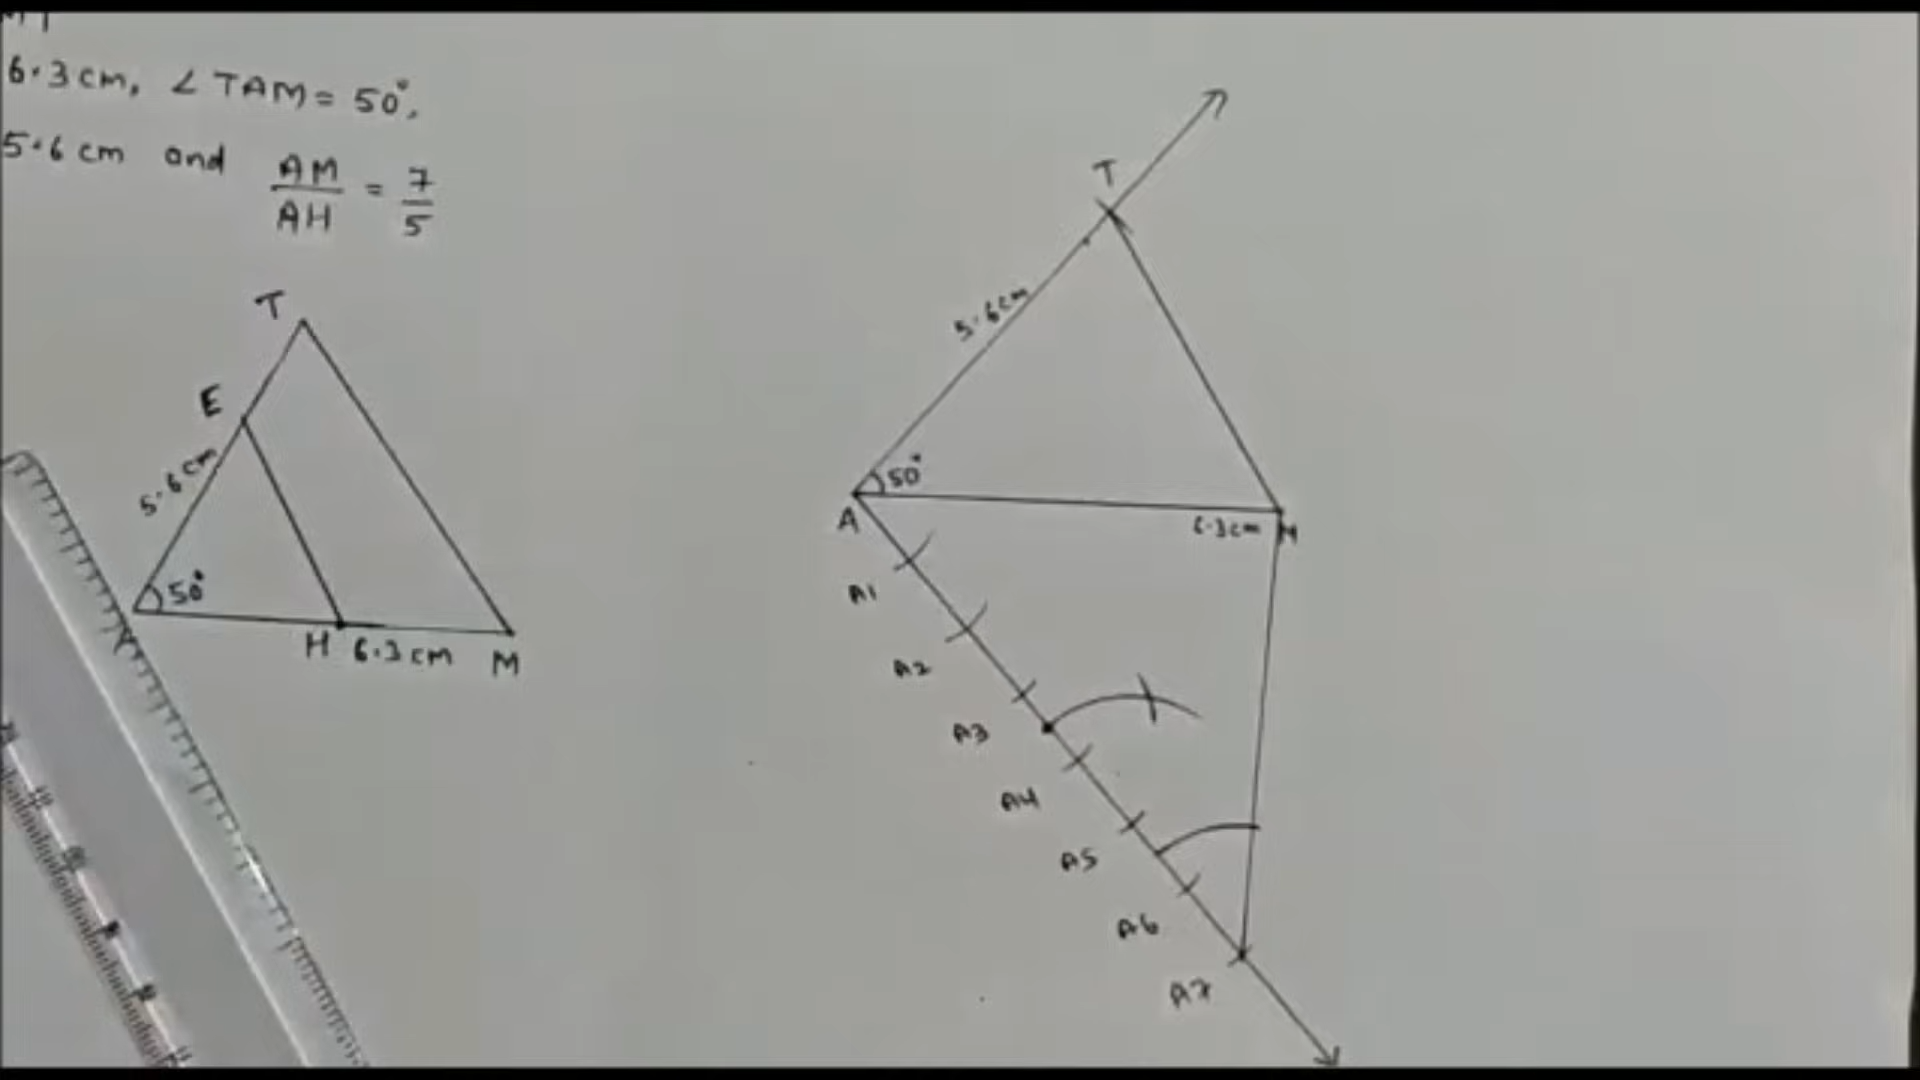 6.3 cm, ∠TAM = 50°,
5.6 cm and AM/AH = 7/5
T
E
5.6 cm
50°
H 6.3 cm M
T
5.6 cm
50°
A
6.3 cm M
A1
A2
A3
A4
A5
A6
A7